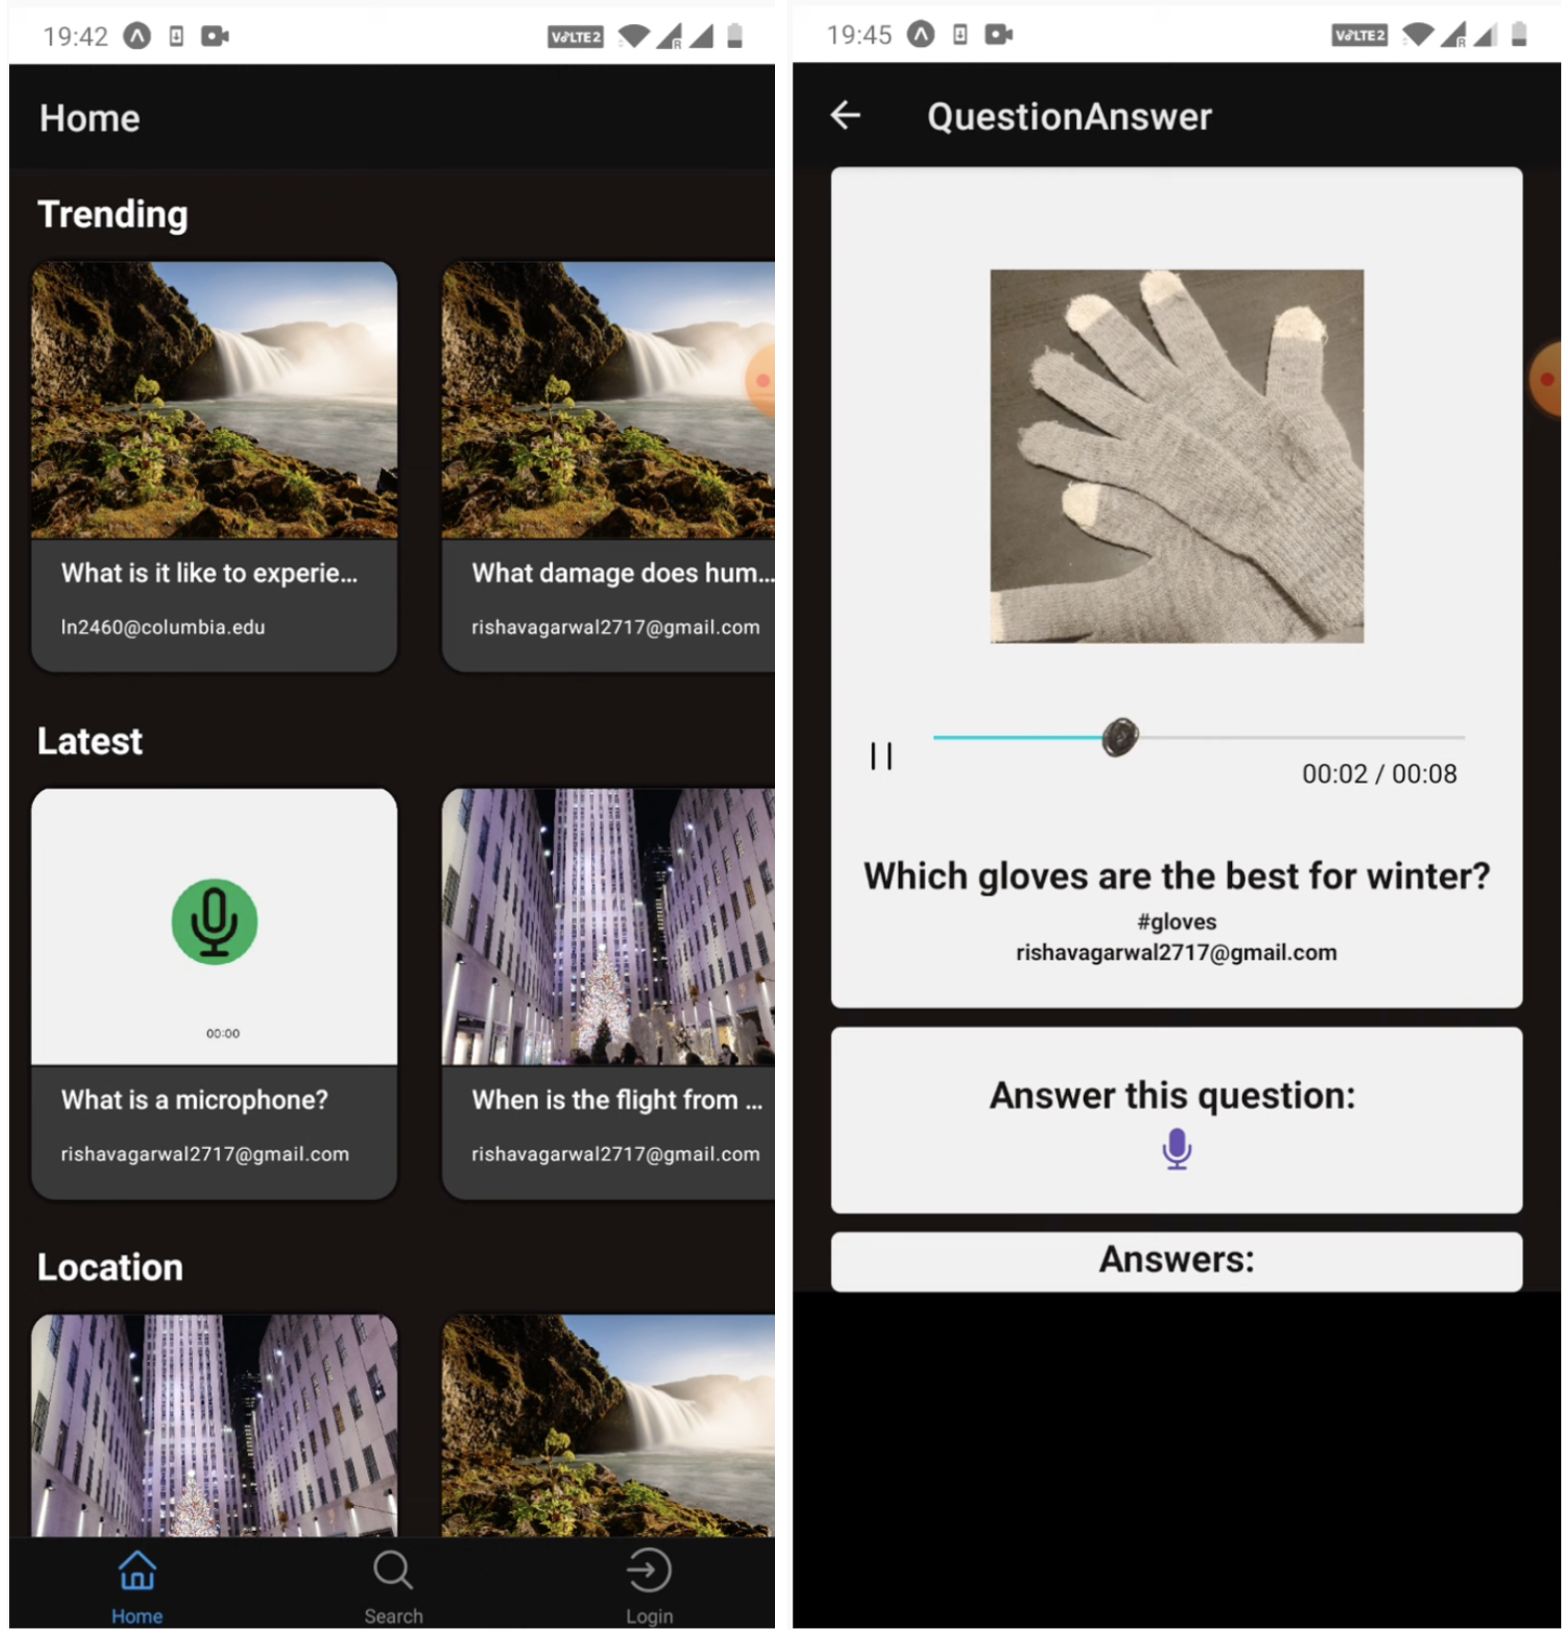 19:42
VoLTE2
R
Home
Trending
What is it like to experie...
ln2460@columbia.edu
What damage does hum...
rishavagarwal2717@gmail.com
Latest
00:00
What is a microphone?
rishavagarwal2717@gmail.com
When is the flight from ...
rishavagarwal2717@gmail.com
Location
Home
Search
Login
19:45
VoLTE2
R
QuestionAnswer
00:02 / 00:08
Which gloves are the best for winter?
#gloves
rishavagarwal2717@gmail.com
Answer this question:
Answers: